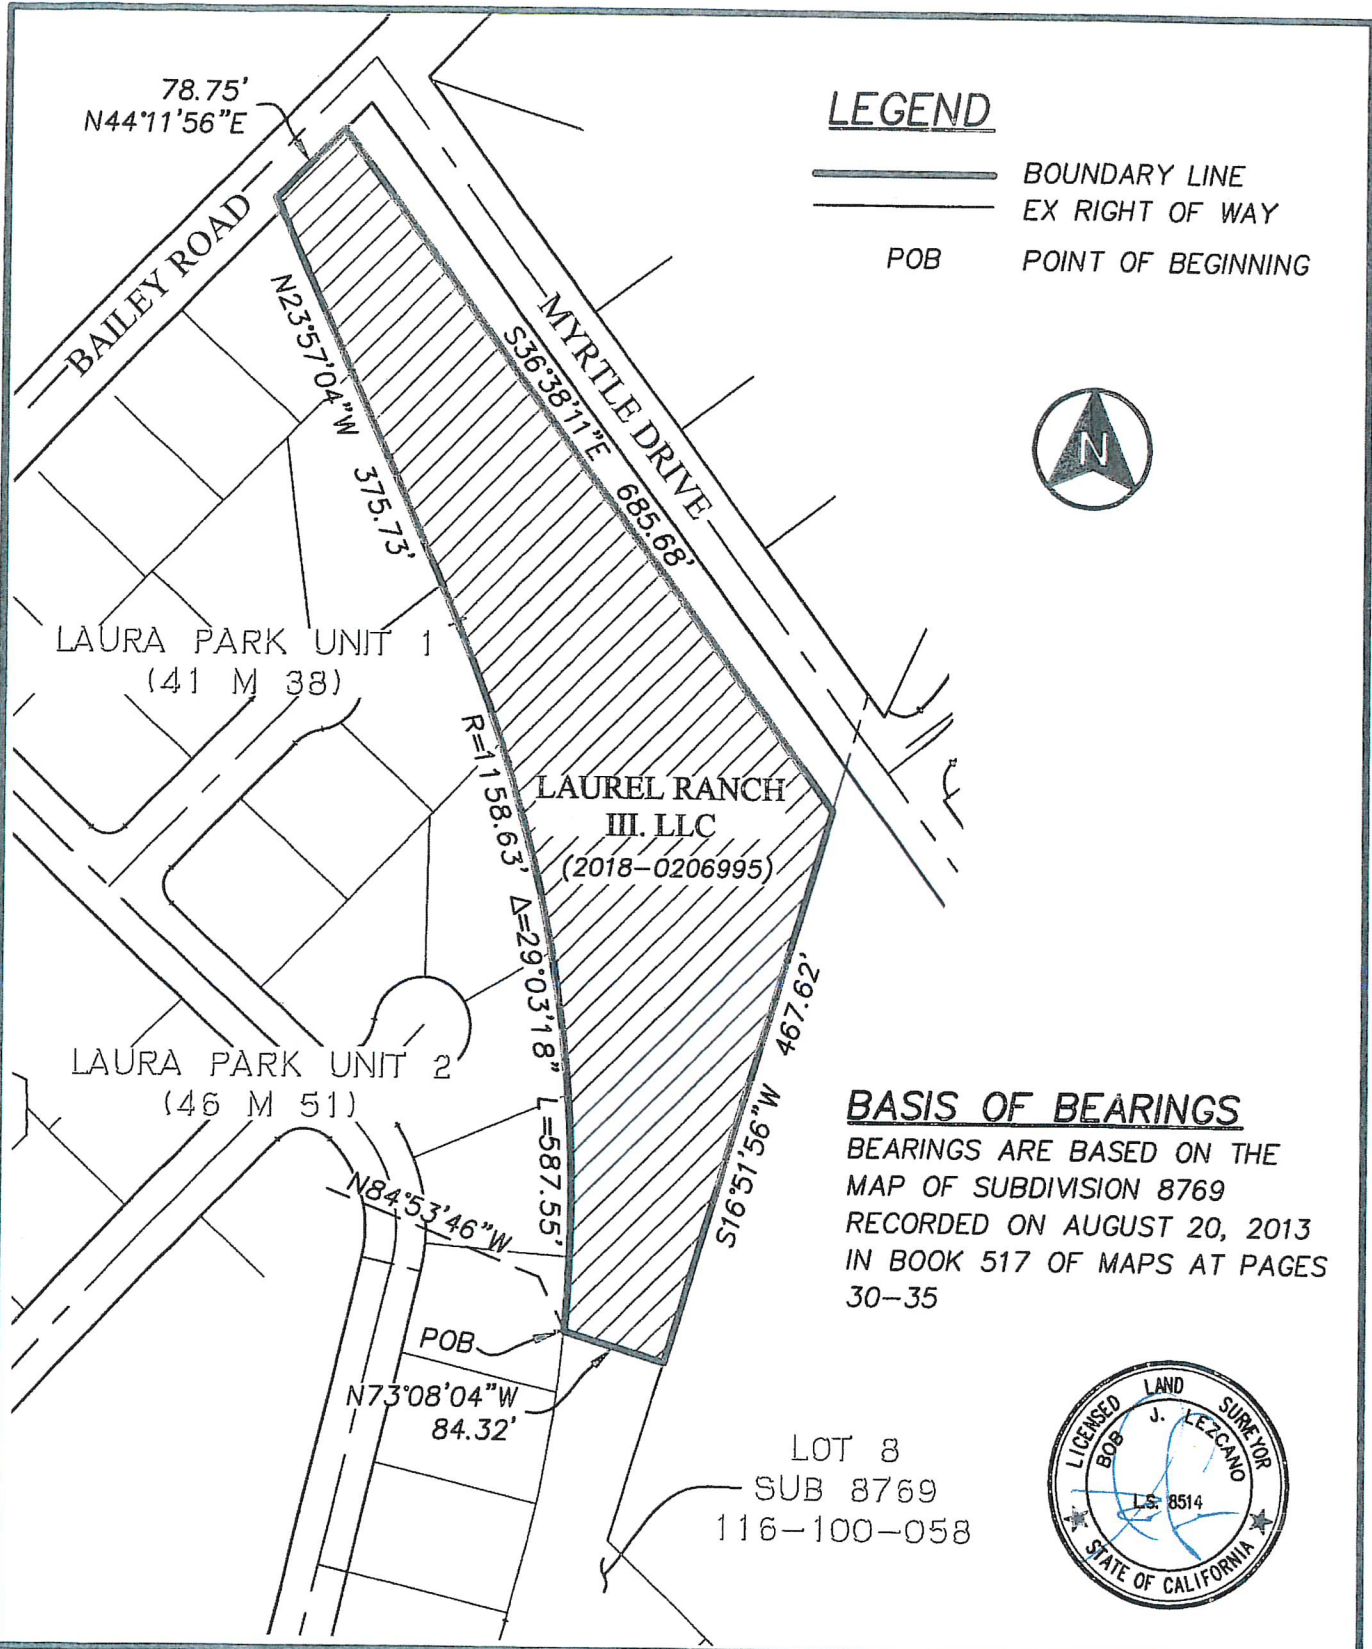 78.75'
N44°11'56"E
LEGEND
BOUNDARY LINE
EX RIGHT OF WAY
POB POINT OF BEGINNING
BAILEY ROAD
MYRTLE DRIVE
N
N23°57'04"W 375.73'
S36°38'11"E 685.68'
LAURA PARK UNIT 1
(41 M 38)
R=1158.63' Δ=29°03'18" L=587.55'
LAUREL RANCH
III. LLC
(2018-0206995)
S16°51'56"W 467.62'
LAURA PARK UNIT 2
(46 M 51)
N84°53'46"W
BASIS OF BEARINGS
BEARINGS ARE BASED ON THE
MAP OF SUBDIVISION 8769
RECORDED ON AUGUST 20, 2013
IN BOOK 517 OF MAPS AT PAGES
30-35
POB
N73°08'04"W
84.32'
LOT 8
SUB 8769
116-100-058
LICENSED LAND SURVEYOR
BOB J. LEZCANO
L.S. 8514
STATE OF CALIFORNIA